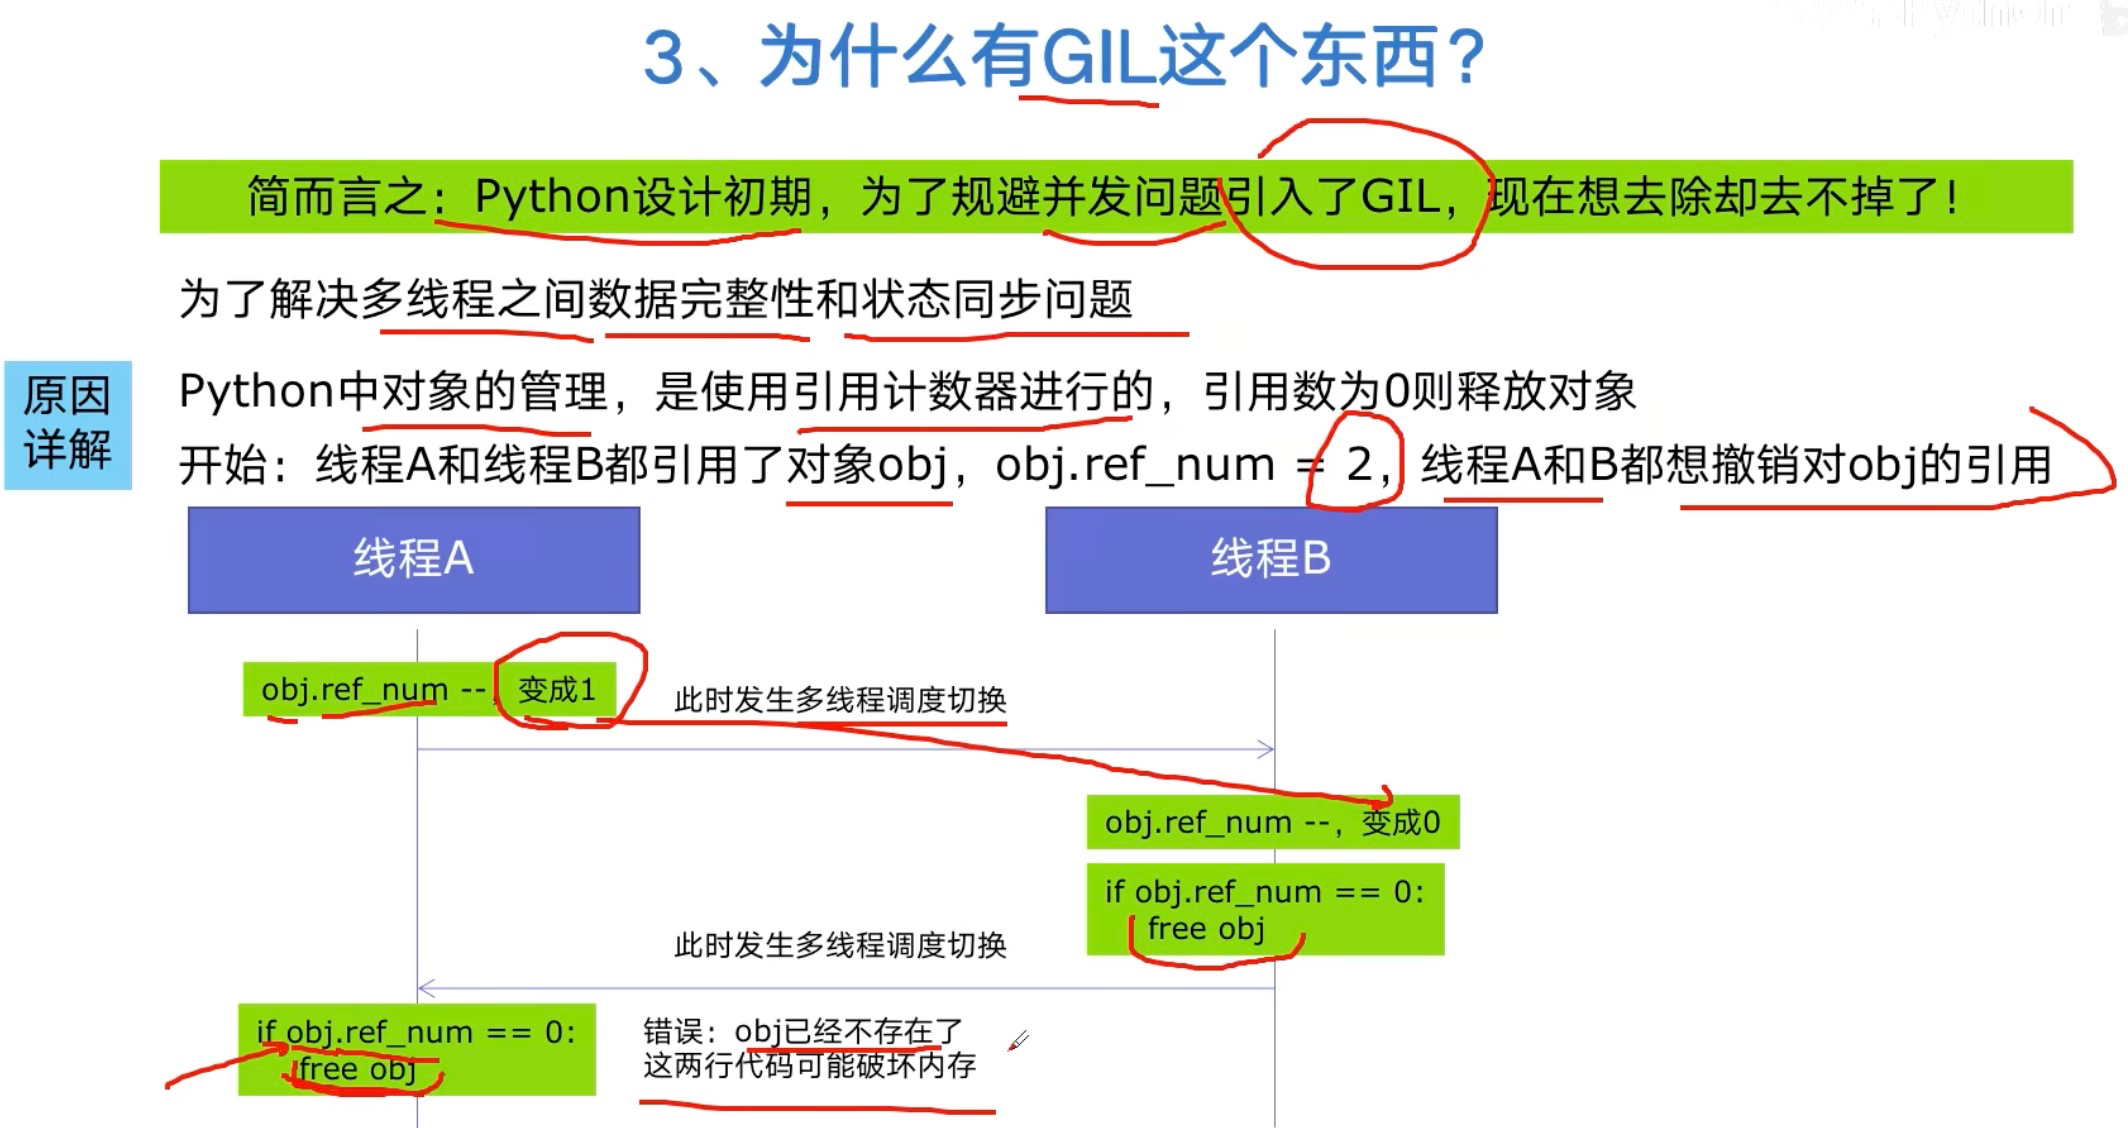 3、为什么有GIL这个东西？
简而言之：Python设计初期，为了规避并发问题引入了GIL，现在想去除却去不掉了！
为了解决多线程之间数据完整性和状态同步问题
原因
详解
Python中对象的管理，是使用引用计数器进行的，引用数为0则释放对象
开始：线程A和线程B都引用了对象obj，obj.ref_num = 2，线程A和B都想撤销对obj的引用
线程A
线程B
obj.ref_num --，变成1
此时发生多线程调度切换
obj.ref_num --，变成0
if obj.ref_num == 0:
free obj
此时发生多线程调度切换
if obj.ref_num == 0:
free obj
错误：obj已经不存在了
这两行代码可能破坏内存